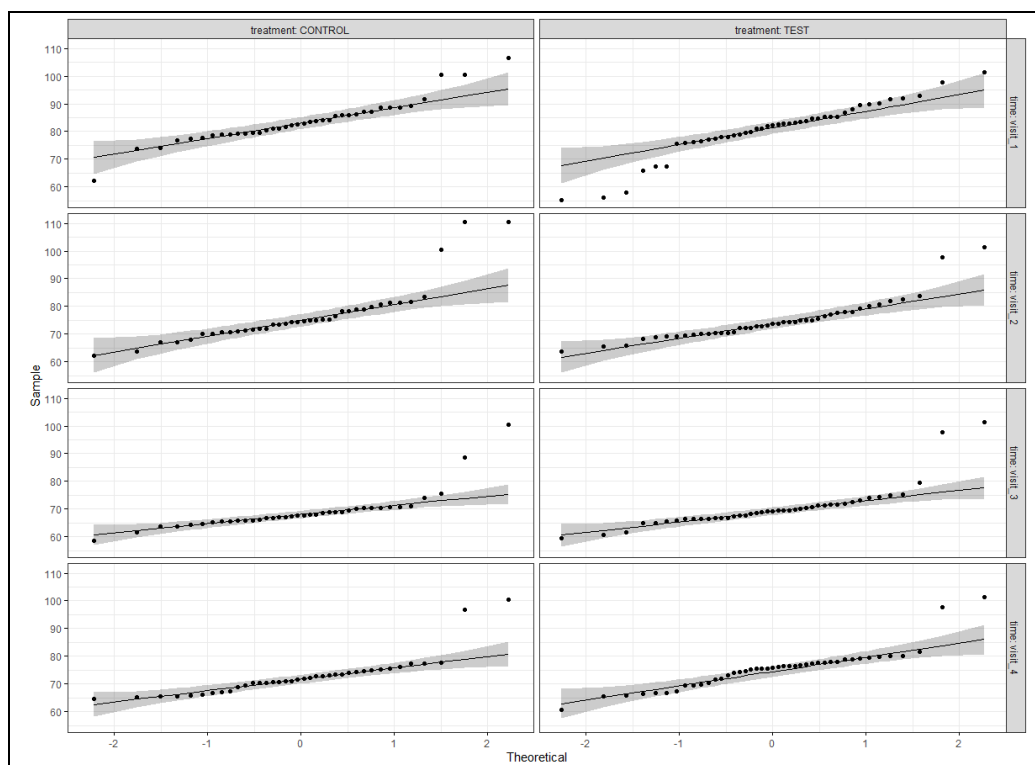 treatment: CONTROL
treatment: TEST
110
100
90
80
70
60
time: visit_1
110
100
90
80
70
60
time: visit_2
Sample
110
100
90
80
70
60
time: visit_3
110
100
90
80
70
60
time: visit_4
-2 -1 0 1 2 -2 -1 0 1 2
Theoretical